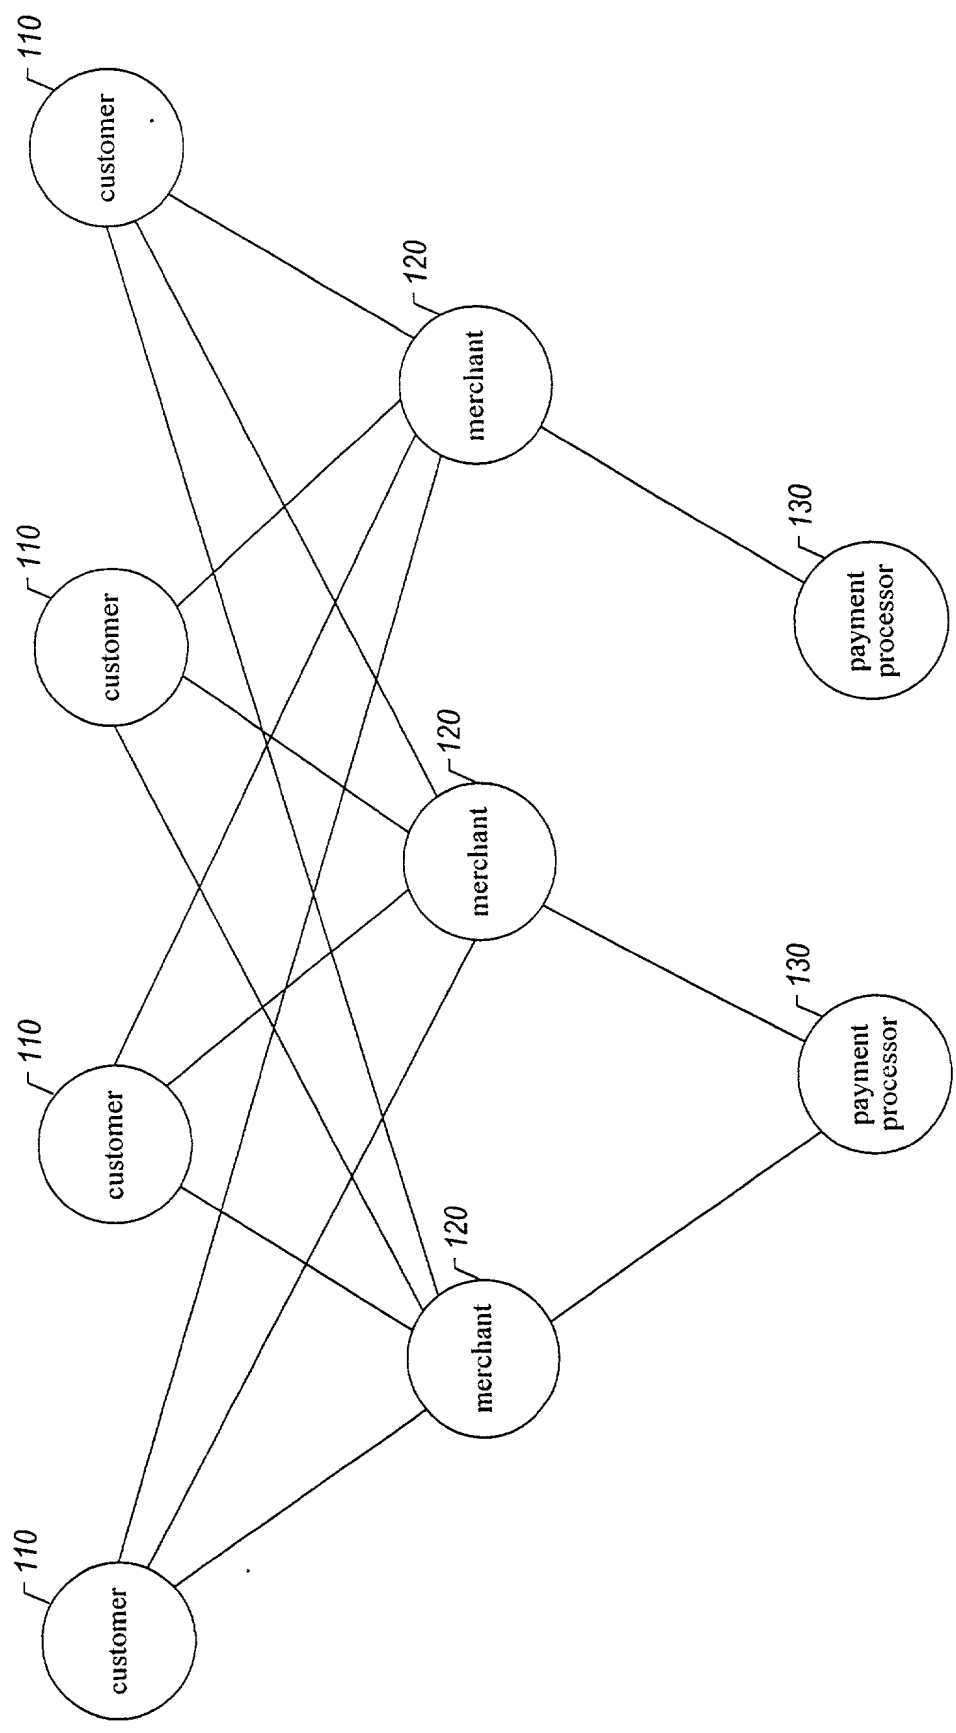 110
customer
110
customer
110
customer
110
customer
120
merchant
120
merchant
120
merchant
130
payment
processor
130
payment
processor